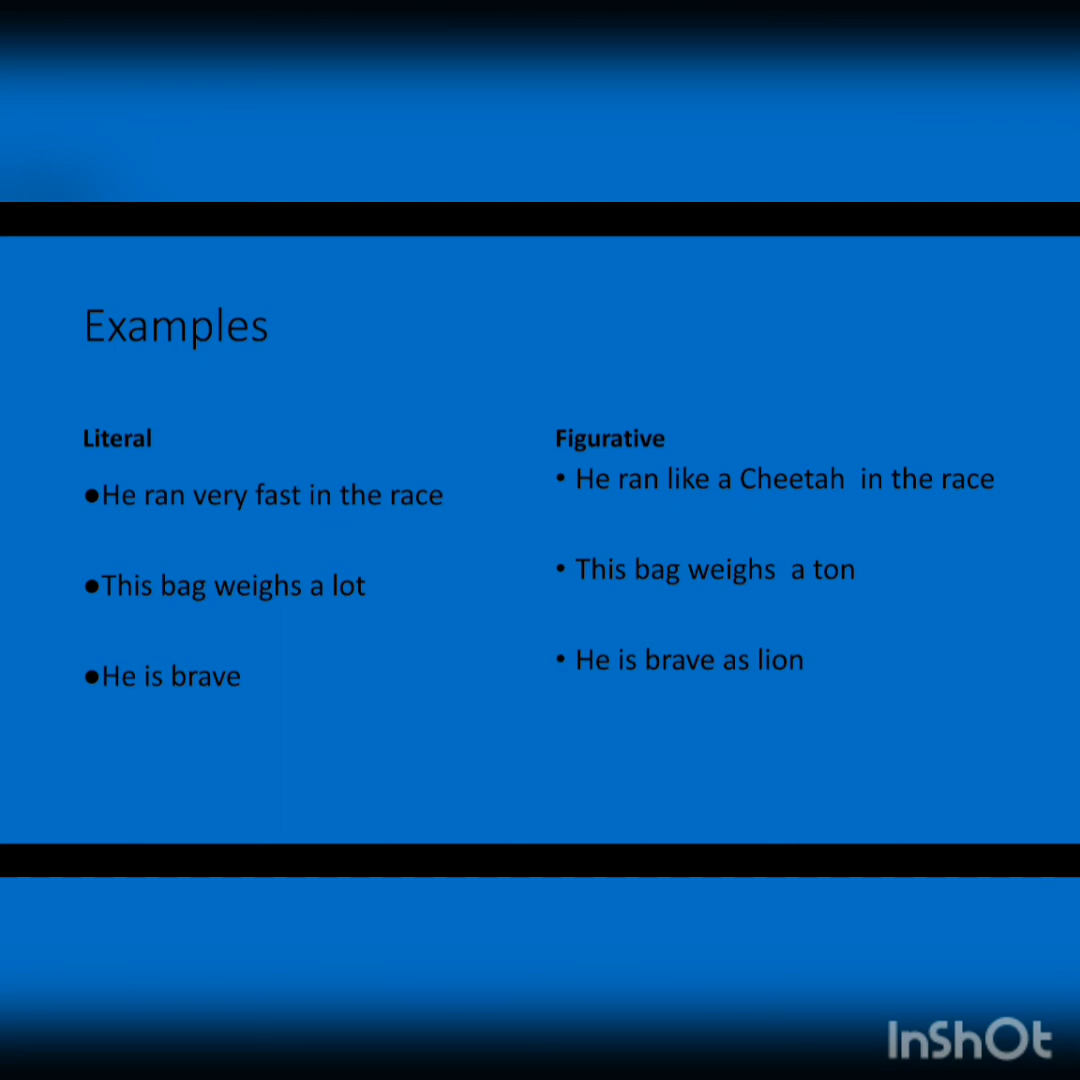 Examples
Literal
●He ran very fast in the race
●This bag weighs a lot
●He is brave
Figurative
• He ran like a Cheetah  in the race
• This bag weighs  a ton
• He is brave as lion
InShOt